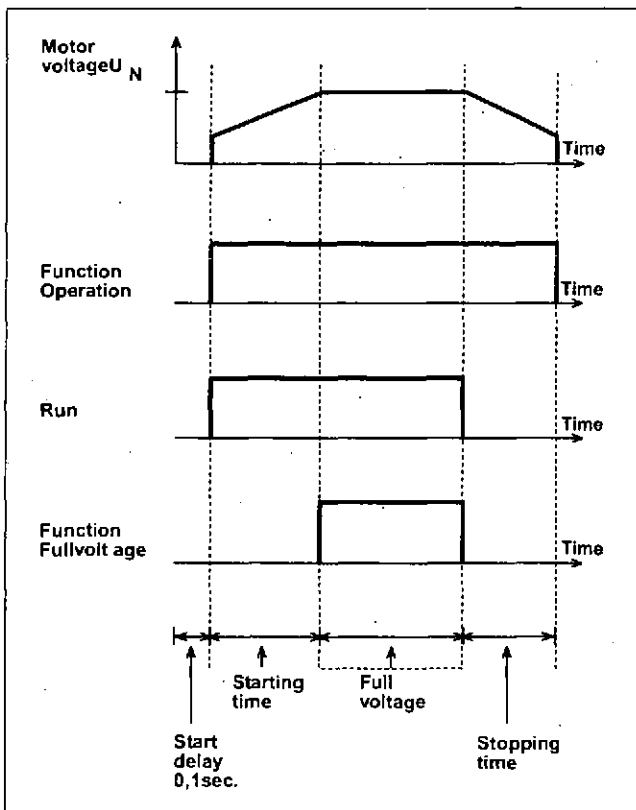 Motor
voltageU N
Time
Function
Operation
Time
Run
Time
Function
Fullvolt age
Time
Starting
time
Full
voltage
Start
delay
0,1sec.
Stopping
time